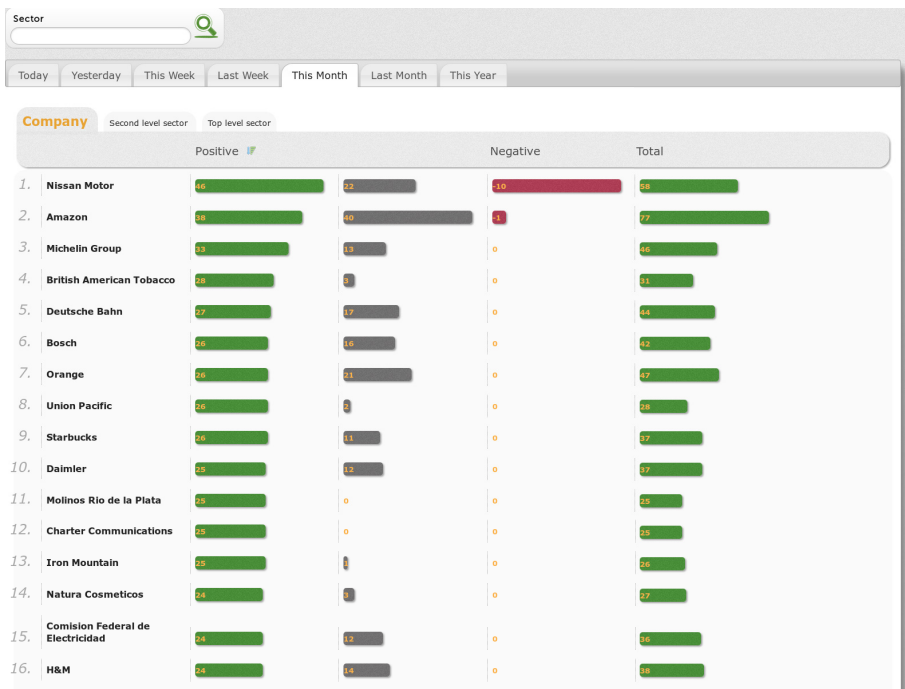 Sector
Today Yesterday This Week Last Week This Month Last Month This Year
Company Second level sector Top level sector
Positive Negative Total
1. Nissan Motor 46 22 -10 58
2. Amazon 38 40 -1 77
3. Michelin Group 33 13 0 46
4. British American Tobacco 28 3 0 31
5. Deutsche Bahn 27 17 0 44
6. Bosch 26 16 0 42
7. Orange 26 21 0 47
8. Union Pacific 26 2 0 28
9. Starbucks 26 11 0 37
10. Daimler 25 12 0 37
11. Molinos Rio de la Plata 25 0 0 25
12. Charter Communications 25 0 0 25
13. Iron Mountain 25 1 0 26
14. Natura Cosmeticos 24 3 0 27
Comision Federal de
15. Electricidad 24 12 0 36
16. H&M 24 14 0 38